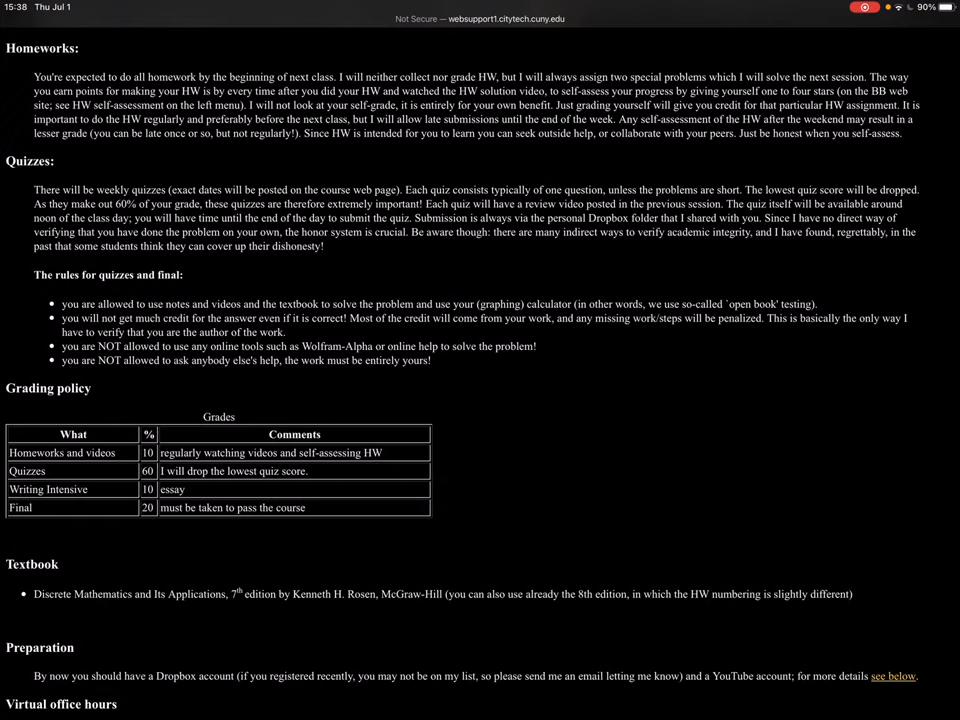 15:38 Thu Jul 1
90%
Not Secure — websupport1.citytech.cuny.edu
Homeworks:
You're expected to do all homework by the beginning of next class. I will neither collect nor grade HW, but I will always assign two special problems which I will solve the next session. The way
you earn points for making your HW is by every time after you did your HW and watched the HW solution video, to self-assess your progress by giving yourself one to four stars (on the BB web
site; see HW self-assessment on the left menu). I will not look at your self-grade, it is entirely for your own benefit. Just grading yourself will give you credit for that particular HW assignment. It is
important to do the HW regularly and preferably before the next class, but I will allow late submissions until the end of the week. Any self-assessment of the HW after the weekend may result in a
lesser grade (you can be late once or so, but not regularly!). Since HW is intended for you to learn you can seek outside help, or collaborate with your peers. Just be honest when you self-assess.
Quizzes:
There will be weekly quizzes (exact dates will be posted on the course web page). Each quiz consists typically of one question, unless the problems are short. The lowest quiz score will be dropped.
As they make out 60% of your grade, these quizzes are therefore extremely important! Each quiz will have a review video posted in the previous session. The quiz itself will be available around
noon of the class day; you will have time until the end of the day to submit the quiz. Submission is always via the personal Dropbox folder that I shared with you. Since I have no direct way of
verifying that you have done the problem on your own, the honor system is crucial. Be aware though: there are many indirect ways to verify academic integrity, and I have found, regrettably, in the
past that some students think they can cover up their dishonesty!
The rules for quizzes and final:
• you are allowed to use notes and videos and the textbook to solve the problem and use your (graphing) calculator (in other words, we use so-called `open book' testing).
• you will not get much credit for the answer even if it is correct! Most of the credit will come from your work, and any missing work/steps will be penalized. This is basically the only way I
have to verify that you are the author of the work.
• you are NOT allowed to use any online tools such as Wolfram-Alpha or online help to solve the problem!
• you are NOT allowed to ask anybody else's help, the work must be entirely yours!
Grading policy
Grades
What % Comments
Homeworks and videos 10 regularly watching videos and self-assessing HW
Quizzes 60 I will drop the lowest quiz score.
Writing Intensive 10 essay
Final 20 must be taken to pass the course
Textbook
• Discrete Mathematics and Its Applications, 7th edition by Kenneth H. Rosen, McGraw-Hill (you can also use already the 8th edition, in which the HW numbering is slightly different)
Preparation
By now you should have a Dropbox account (if you registered recently, you may not be on my list, so please send me an email letting me know) and a YouTube account; for more details see below.
Virtual office hours